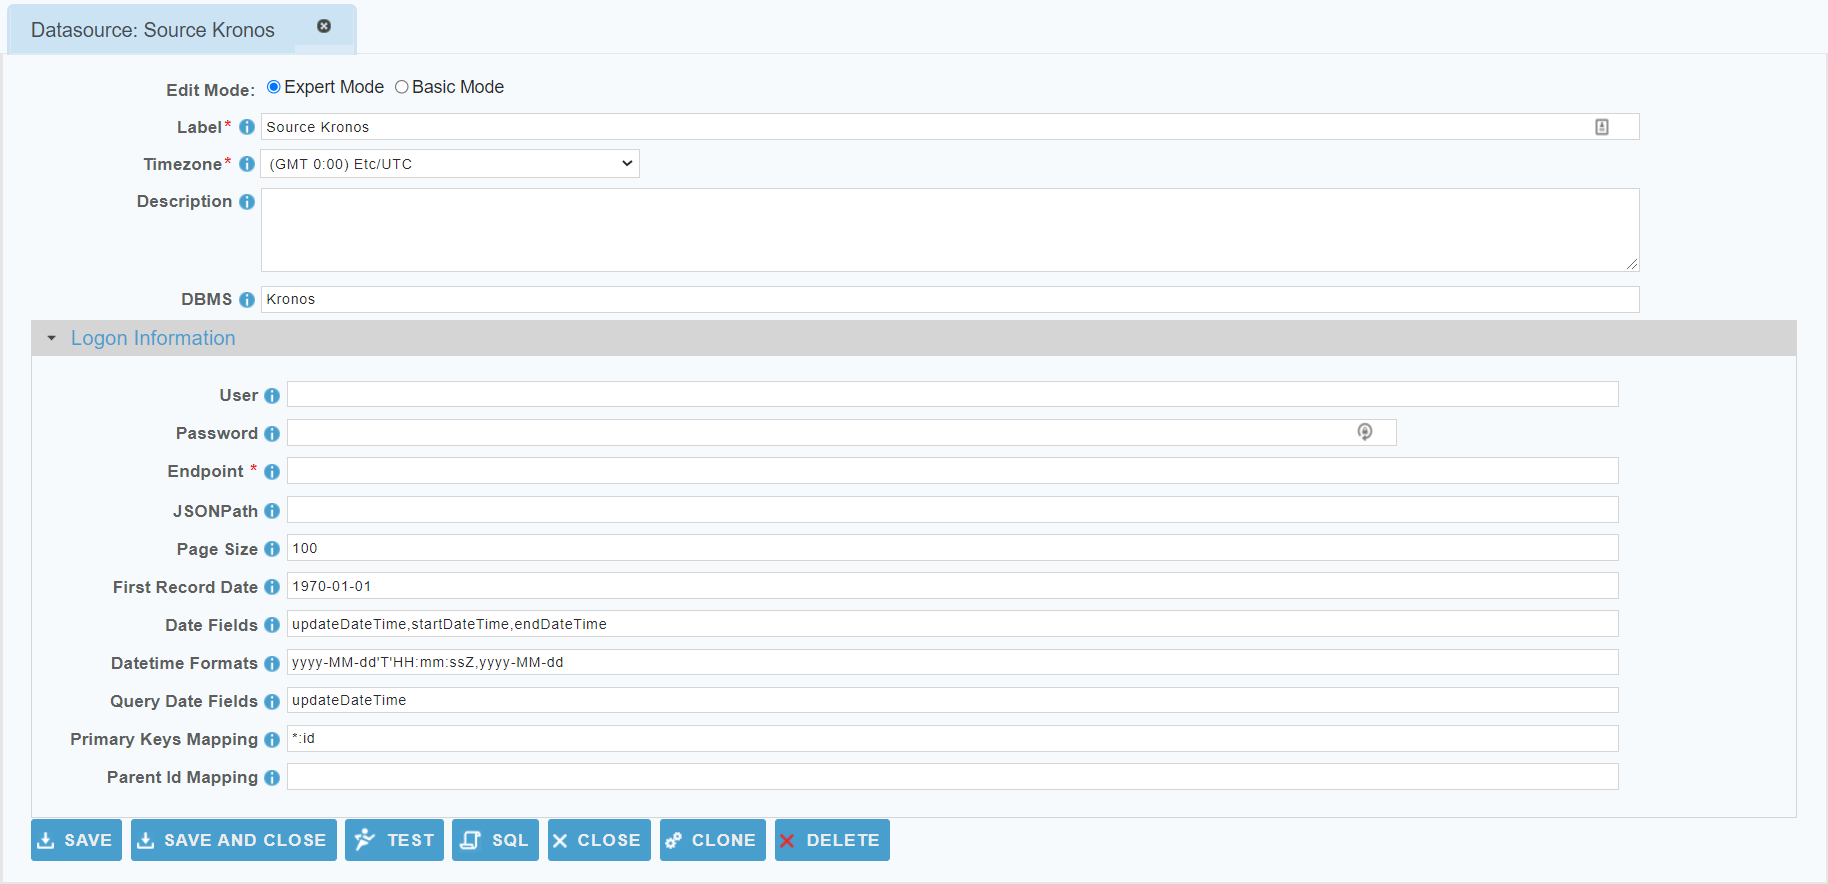 Datasource: Source Kronos
Edit Mode: Expert Mode Basic Mode
Label* Source Kronos
Timezone* (GMT 0:00) Etc/UTC
Description
DBMS Kronos
Logon Information
User
Password
Endpoint *
JSONPath
Page Size 100
First Record Date 1970-01-01
Date Fields updateDateTime,startDateTime,endDateTime
Datetime Formats yyyy-MM-dd'T'HH:mm:ssZ,yyyy-MM-dd
Query Date Fields updateDateTime
Primary Keys Mapping *:id
Parent Id Mapping
SAVE SAVE AND CLOSE TEST SQL CLOSE CLONE DELETE